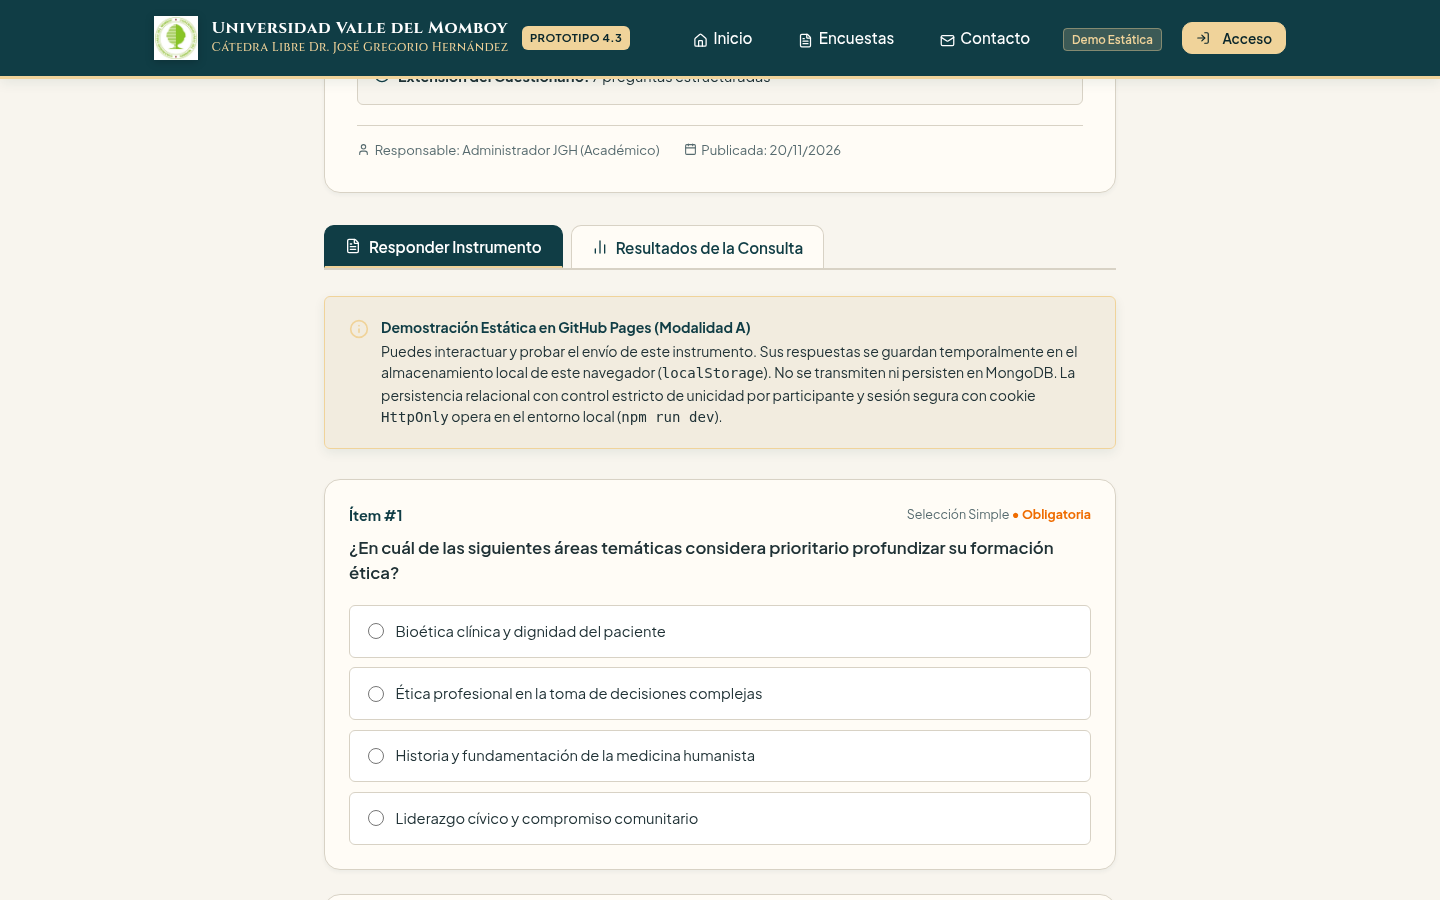 Universidad Valle del Momboy
Cátedra Libre Dr. José Gregorio Hernández
PROTOTIPO 4.3
Inicio
Encuestas
Contacto
Demo Estática
Acceso
Extensión del Cuestionario: 7 preguntas estructuradas
Responsable: Administrador JGH (Académico)
Publicada: 20/11/2026
Responder Instrumento
Resultados de la Consulta
Demostración Estática en GitHub Pages (Modalidad A)
Puedes interactuar y probar el envío de este instrumento. Sus respuestas se guardan temporalmente en el
almacenamiento local de este navegador (localStorage). No se transmiten ni persisten en MongoDB. La
persistencia relacional con control estricto de unicidad por participante y sesión segura con cookie
HttpOnly opera en el entorno local (npm run dev).
Ítem #1
Selección Simple • Obligatoria
¿En cuál de las siguientes áreas temáticas considera prioritario profundizar su formación
ética?
Bioética clínica y dignidad del paciente
Ética profesional en la toma de decisiones complejas
Historia y fundamentación de la medicina humanista
Liderazgo cívico y compromiso comunitario